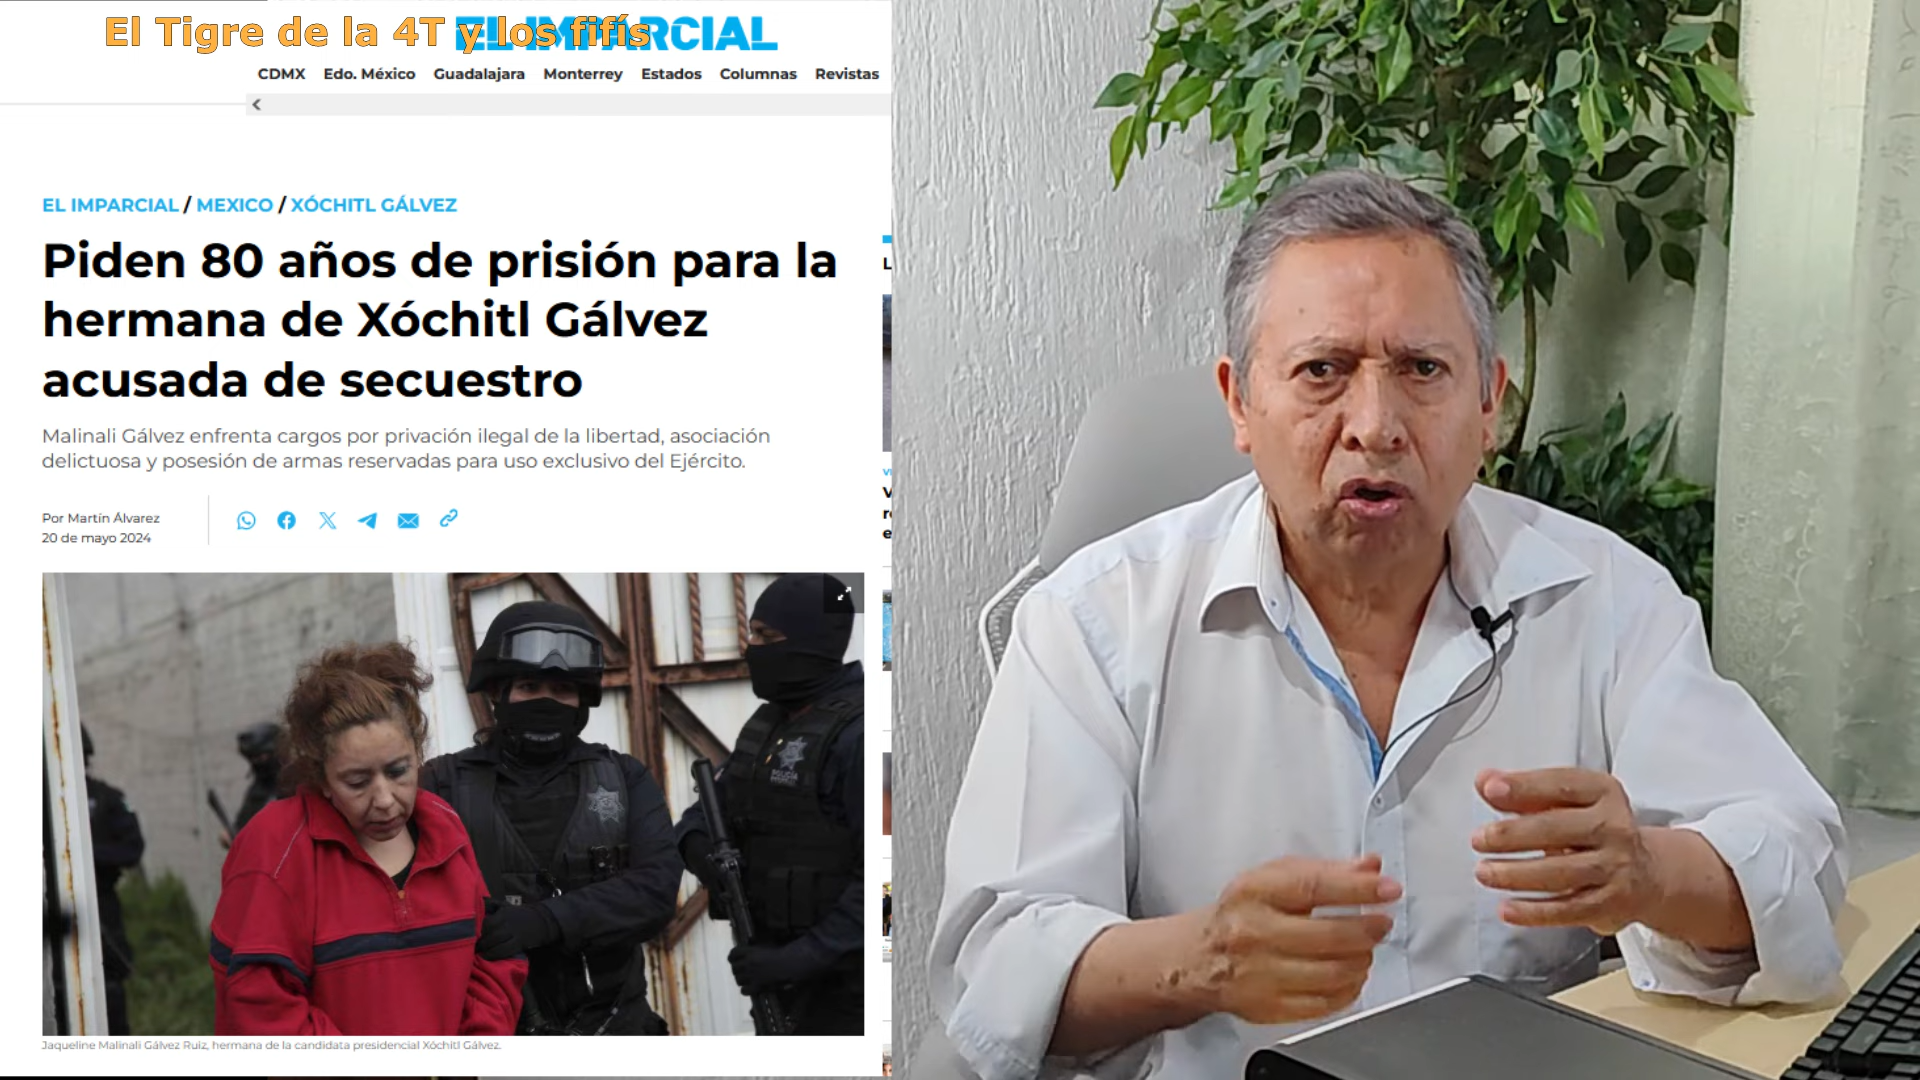 El Tigre de la 4T y los fifís
EL IMPARCIAL
CDMX Edo. México Guadalajara Monterrey Estados Columnas Revistas
EL IMPARCIAL / MEXICO / XÓCHITL GÁLVEZ
Piden 80 años de prisión para la
hermana de Xóchitl Gálvez
acusada de secuestro
Malinali Gálvez enfrenta cargos por privación ilegal de la libertad, asociación
delictuosa y posesión de armas reservadas para uso exclusivo del Ejército.
Por Martín Álvarez
20 de mayo 2024
POLICÍA
Jaqueline Malinali Gálvez Ruiz, hermana de la candidata presidencial Xóchitl Gálvez.